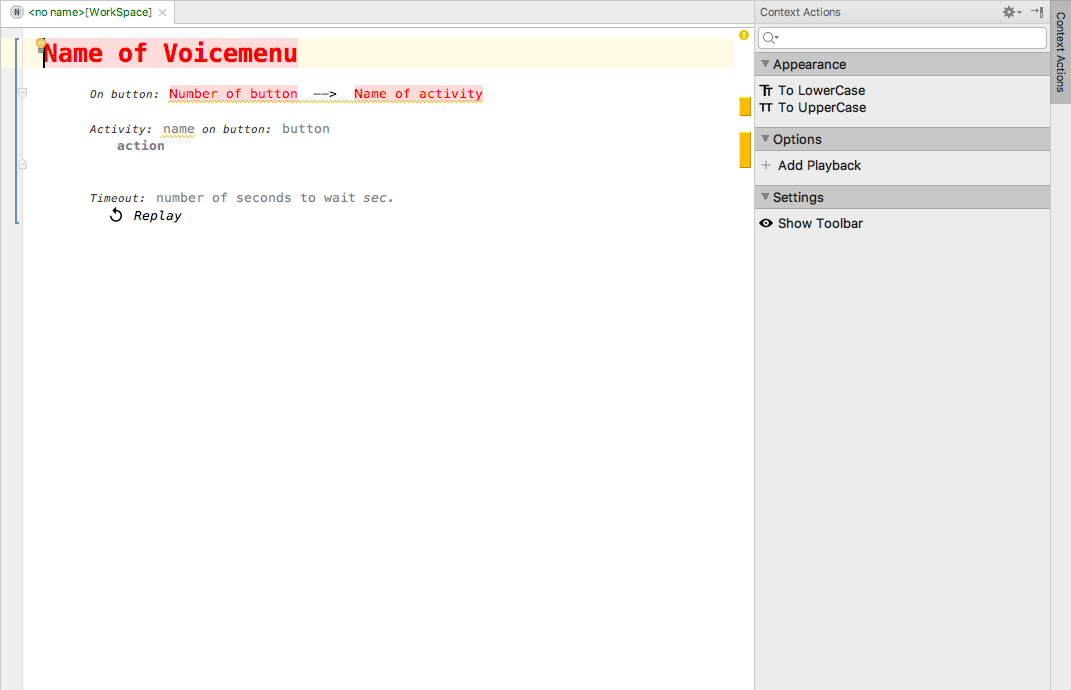 N <no name>[WorkSpace]
Name of Voicemenu
On button: Number of button --> Name of activity
Activity: name on button: button
action
Timeout: number of seconds to wait sec.
Replay
Context Actions
Appearance
Tr To LowerCase
TT To UpperCase
Options
+ Add Playback
Settings
Show Toolbar
Context Actions